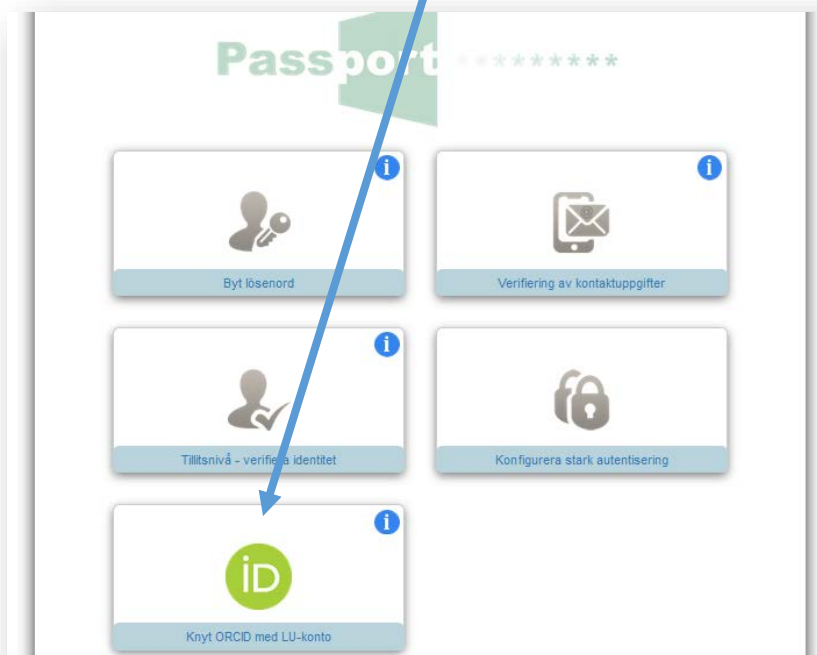 Passport *********
Byt lösenord
Verifiering av kontaktuppgifter
Tillitsnivå - verifiera identitet
Konfigurera stark autentisering
iD
Knyt ORCID med LU-konto